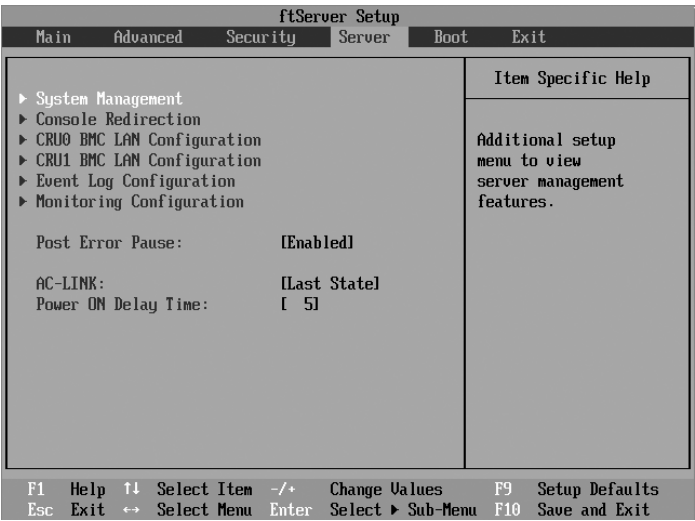 ftServer Setup
Main Advanced Security Server Boot Exit
Item Specific Help
▶ System Management
▶ Console Redirection
▶ CRU0 BMC LAN Configuration
▶ CRU1 BMC LAN Configuration
▶ Event Log Configuration
▶ Monitoring Configuration
Post Error Pause: [Enabled]
AC-LINK: [Last State]
Power ON Delay Time: [ 5]
Additional setup
menu to view
server management
features.
F1 Help ↑↓ Select Item -/+ Change Values F9 Setup Defaults
Esc Exit ↔ Select Menu Enter Select ▶ Sub-Menu F10 Save and Exit